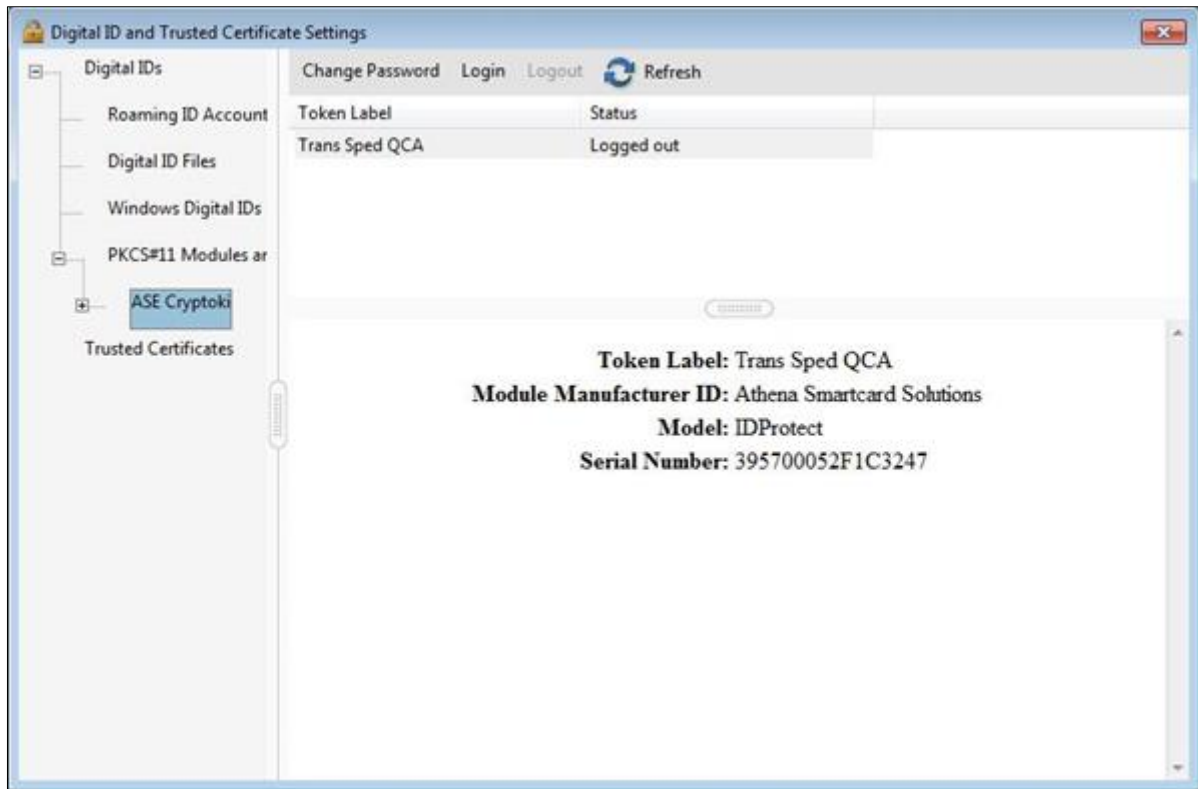 Digital ID and Trusted Certificate Settings
Digital IDs
Roaming ID Account
Digital ID Files
Windows Digital IDs
PKCS#11 Modules ar
ASE Cryptoki
Trusted Certificates
Change Password Login Logout Refresh
Token Label Status
Trans Sped QCA Logged out
Token Label: Trans Sped QCA
Module Manufacturer ID: Athena Smartcard Solutions
Model: IDProtect
Serial Number: 395700052F1C3247